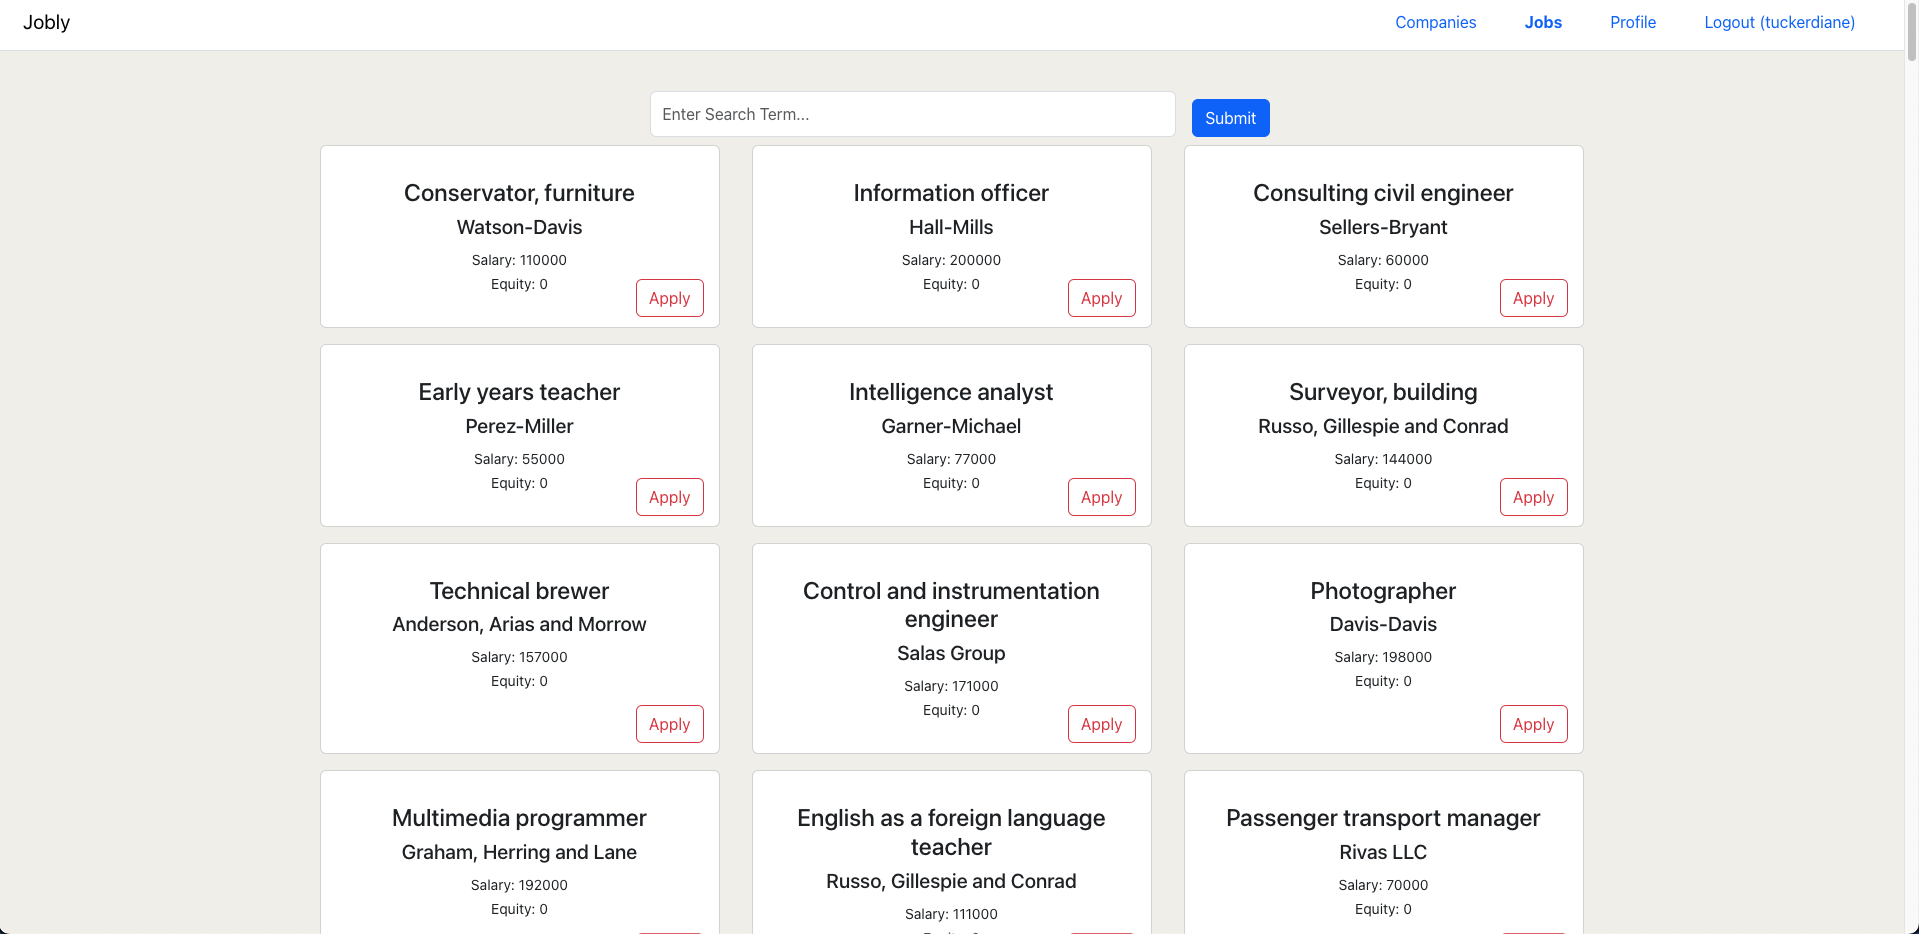 Jobly
Companies
Jobs
Profile
Logout (tuckerdiane)
Enter Search Term...
Submit
Conservator, furniture
Watson-Davis
Salary: 110000
Equity: 0
Apply
Information officer
Hall-Mills
Salary: 200000
Equity: 0
Apply
Consulting civil engineer
Sellers-Bryant
Salary: 60000
Equity: 0
Apply
Early years teacher
Perez-Miller
Salary: 55000
Equity: 0
Apply
Intelligence analyst
Garner-Michael
Salary: 77000
Equity: 0
Apply
Surveyor, building
Russo, Gillespie and Conrad
Salary: 144000
Equity: 0
Apply
Technical brewer
Anderson, Arias and Morrow
Salary: 157000
Equity: 0
Apply
Control and instrumentation
engineer
Salas Group
Salary: 171000
Equity: 0
Apply
Photographer
Davis-Davis
Salary: 198000
Equity: 0
Apply
Multimedia programmer
Graham, Herring and Lane
Salary: 192000
Equity: 0
English as a foreign language
teacher
Russo, Gillespie and Conrad
Salary: 111000
Passenger transport manager
Rivas LLC
Salary: 70000
Equity: 0